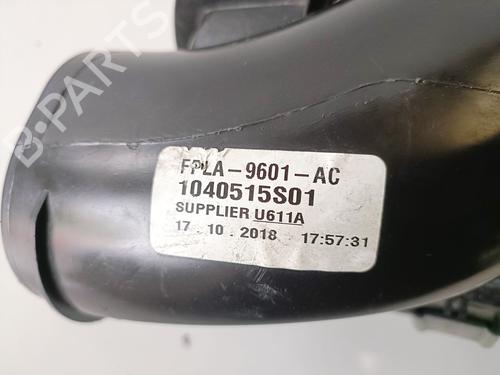 B-PARTS
FPLA-9601-AC
1040515S01
SUPPLIER U611A
17 . 10 . 2018 17:57:31